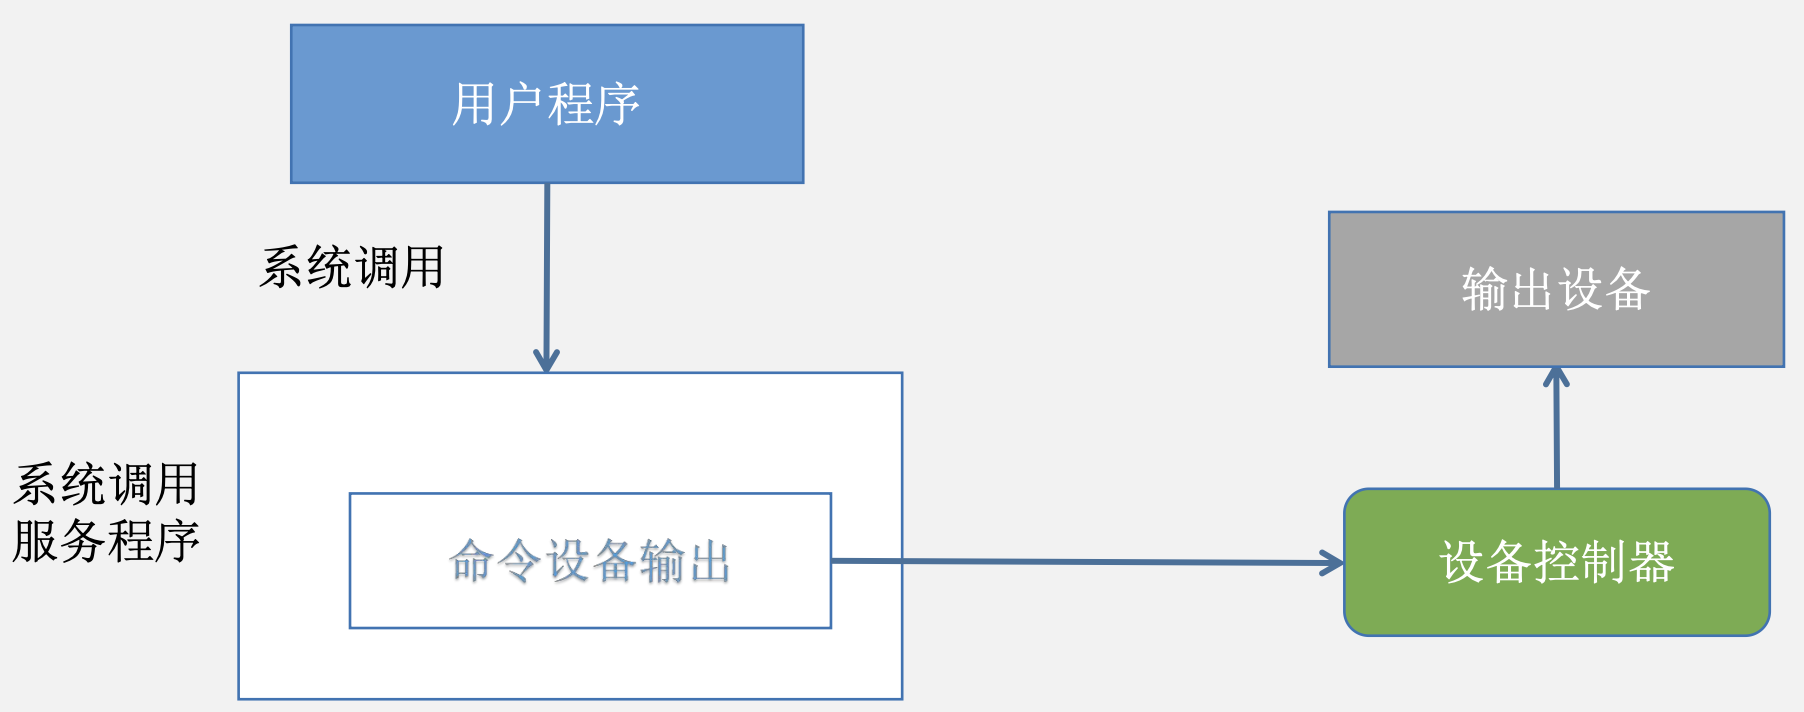 用户程序
系统调用
输出设备
系统调用
服务程序
命令设备输出
设备控制器